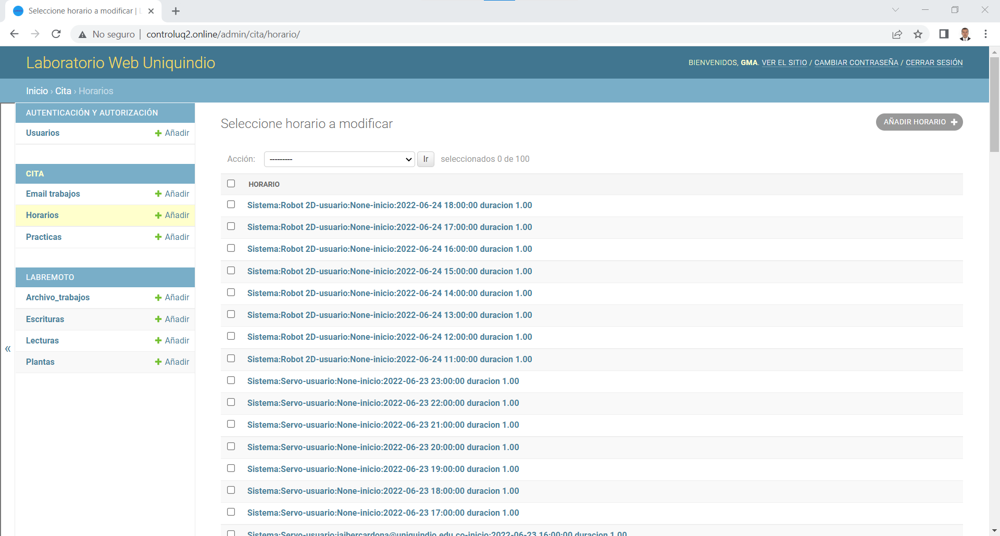 Seleccione horario a modificar |
No seguro | controluq2.online/admin/cita/horario/
Laboratorio Web Uniquindio
BIENVENIDOS, GMA. VER EL SITIO / CAMBIAR CONTRASEÑA / CERRAR SESIÓN
Inicio › Cita › Horarios
AUTENTICACIÓN Y AUTORIZACIÓN
Usuarios Añadir
CITA
Email trabajos Añadir
Horarios Añadir
Practicas Añadir
LABREMOTO
Archivo_trabajos Añadir
Escrituras Añadir
Lecturas Añadir
Plantas Añadir
«
Seleccione horario a modificar
AÑADIR HORARIO +
Acción: --------- Ir seleccionados 0 de 100
HORARIO
Sistema:Robot 2D-usuario:None-inicio:2022-06-24 18:00:00 duracion 1.00
Sistema:Robot 2D-usuario:None-inicio:2022-06-24 17:00:00 duracion 1.00
Sistema:Robot 2D-usuario:None-inicio:2022-06-24 16:00:00 duracion 1.00
Sistema:Robot 2D-usuario:None-inicio:2022-06-24 15:00:00 duracion 1.00
Sistema:Robot 2D-usuario:None-inicio:2022-06-24 14:00:00 duracion 1.00
Sistema:Robot 2D-usuario:None-inicio:2022-06-24 13:00:00 duracion 1.00
Sistema:Robot 2D-usuario:None-inicio:2022-06-24 12:00:00 duracion 1.00
Sistema:Robot 2D-usuario:None-inicio:2022-06-24 11:00:00 duracion 1.00
Sistema:Servo-usuario:None-inicio:2022-06-23 23:00:00 duracion 1.00
Sistema:Servo-usuario:None-inicio:2022-06-23 22:00:00 duracion 1.00
Sistema:Servo-usuario:None-inicio:2022-06-23 21:00:00 duracion 1.00
Sistema:Servo-usuario:None-inicio:2022-06-23 20:00:00 duracion 1.00
Sistema:Servo-usuario:None-inicio:2022-06-23 19:00:00 duracion 1.00
Sistema:Servo-usuario:None-inicio:2022-06-23 18:00:00 duracion 1.00
Sistema:Servo-usuario:None-inicio:2022-06-23 17:00:00 duracion 1.00
Sistema:Servo-usuario:jaibercardona@uniquindio.edu.co-inicio:2022-06-23 16:00:00 duracion 1.00